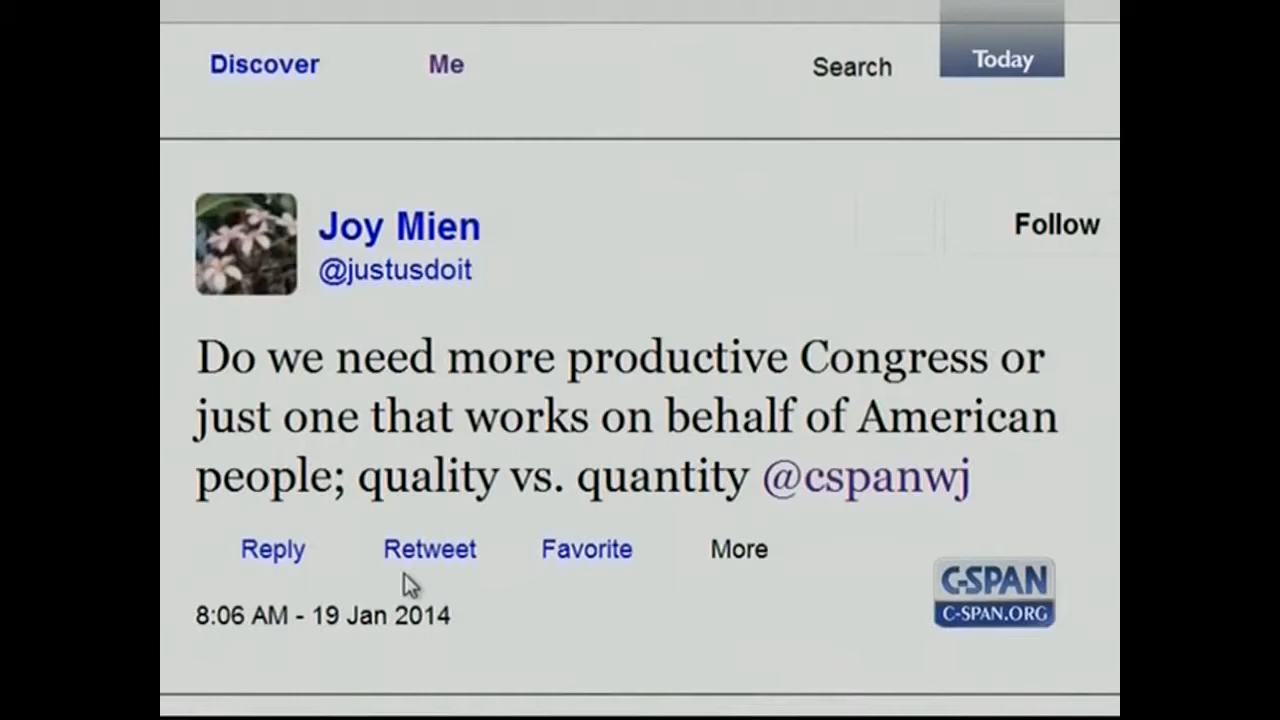 Discover Me Search Today
Joy Mien Follow
@justusdoit
Do we need more productive Congress or
just one that works on behalf of American
people; quality vs. quantity @cspanwj
Reply Retweet Favorite More
8:06 AM - 19 Jan 2014
C-SPAN
C-SPAN.ORG